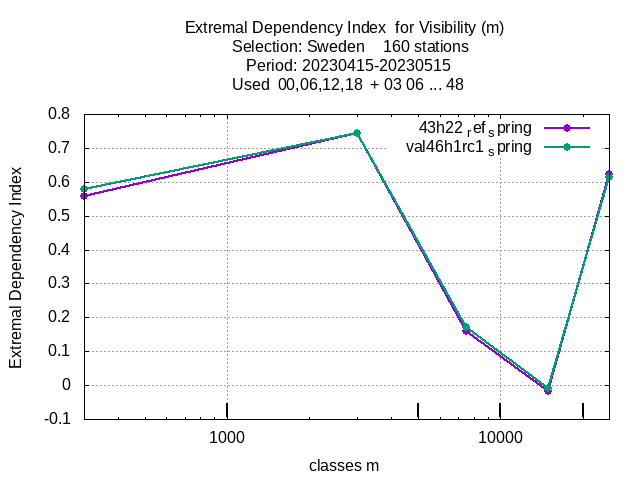 Extremal Dependency Index  for Visibility (m)
Selection: Sweden    160 stations
Period: 20230415-20230515
Used  00,06,12,18  + 03 06 ... 48
43h22 ref spring
val46h1rc1 spring
Extremal Dependency Index
0.8
0.7
0.6
0.5
0.4
0.3
0.2
0.1
0
-0.1
1000
10000
classes m